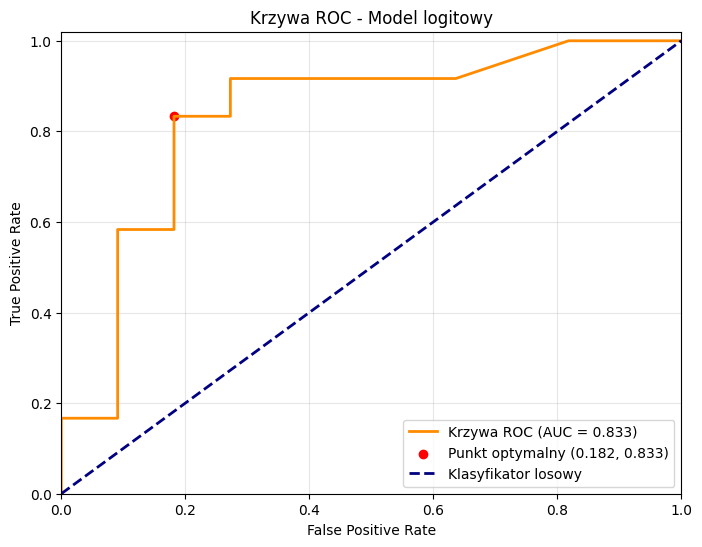 Krzywa ROC - Model logitowy
True Positive Rate
1.0
0.8
0.6
0.4
0.2
0.0
0.0
0.2
0.4
0.6
0.8
1.0
False Positive Rate
Krzywa ROC (AUC = 0.833)
Punkt optymalny (0.182, 0.833)
Klasyfikator losowy